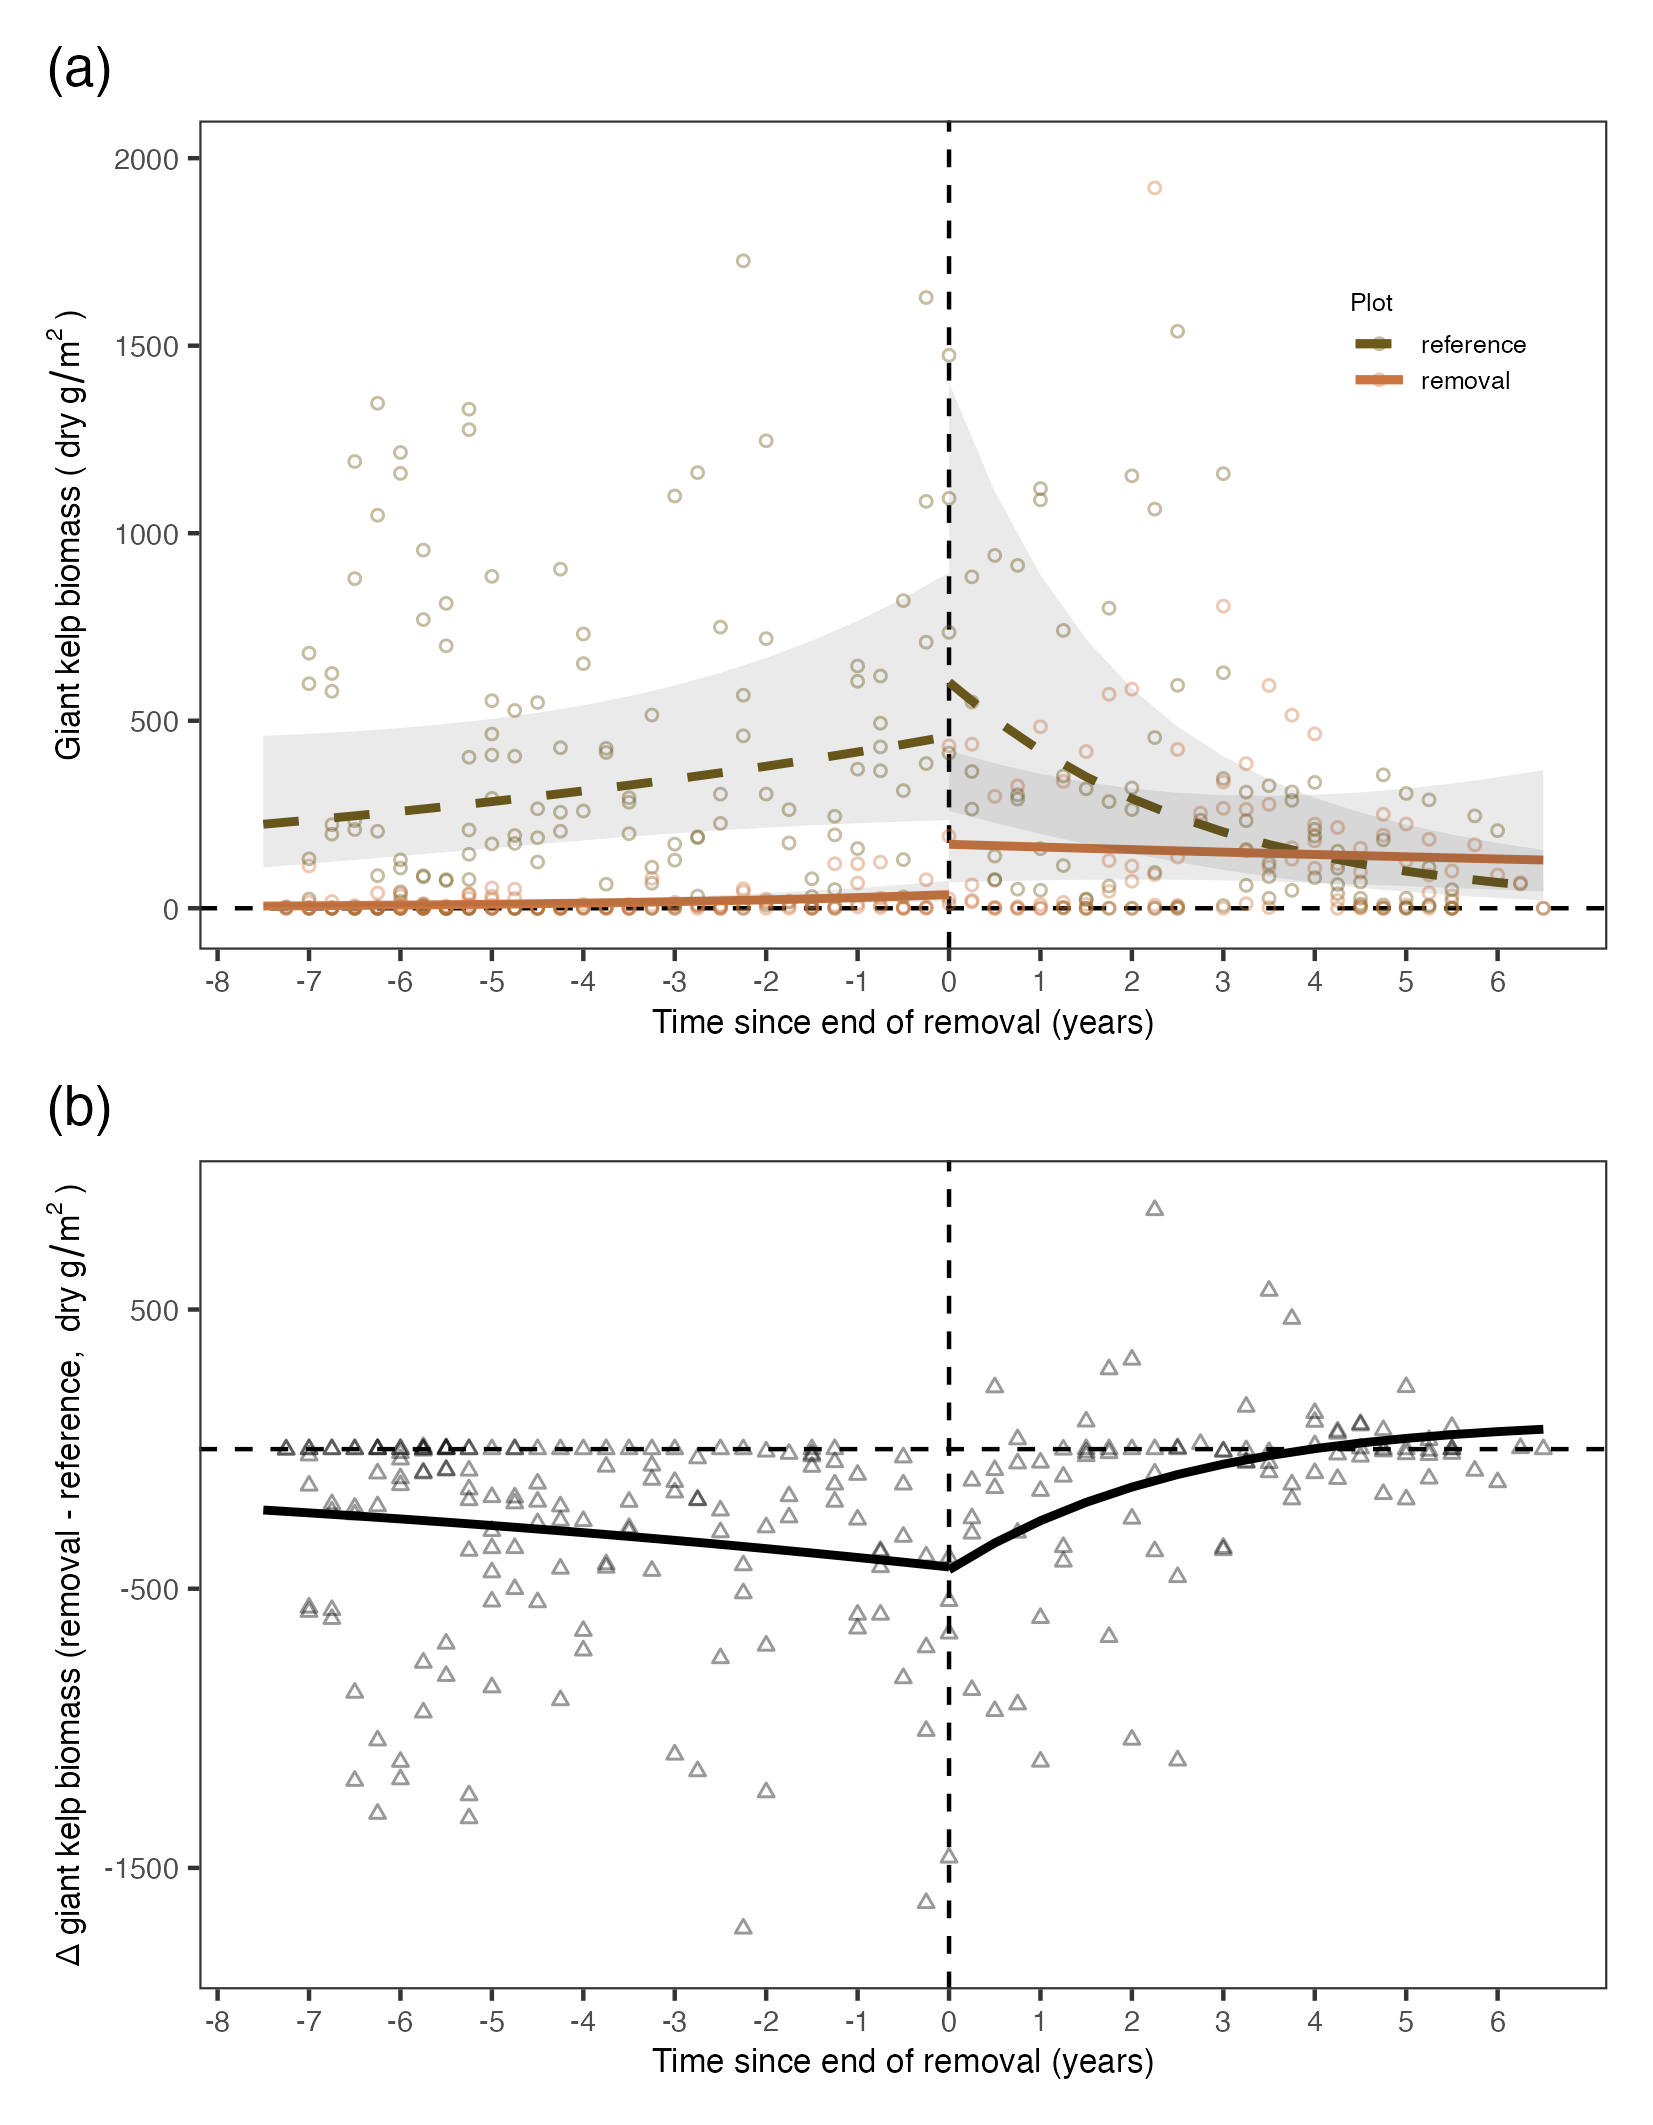 (a)
Giant kelp biomass ( dry g/m² )
2000
1500
1000
500
0
Plot
reference
removal
-8 -7 -6 -5 -4 -3 -2 -1 0 1 2 3 4 5 6
Time since end of removal (years)
(b)
Δ giant kelp biomass (removal - reference, dry g/m² )
500
-500
-1500
-8 -7 -6 -5 -4 -3 -2 -1 0 1 2 3 4 5 6
Time since end of removal (years)